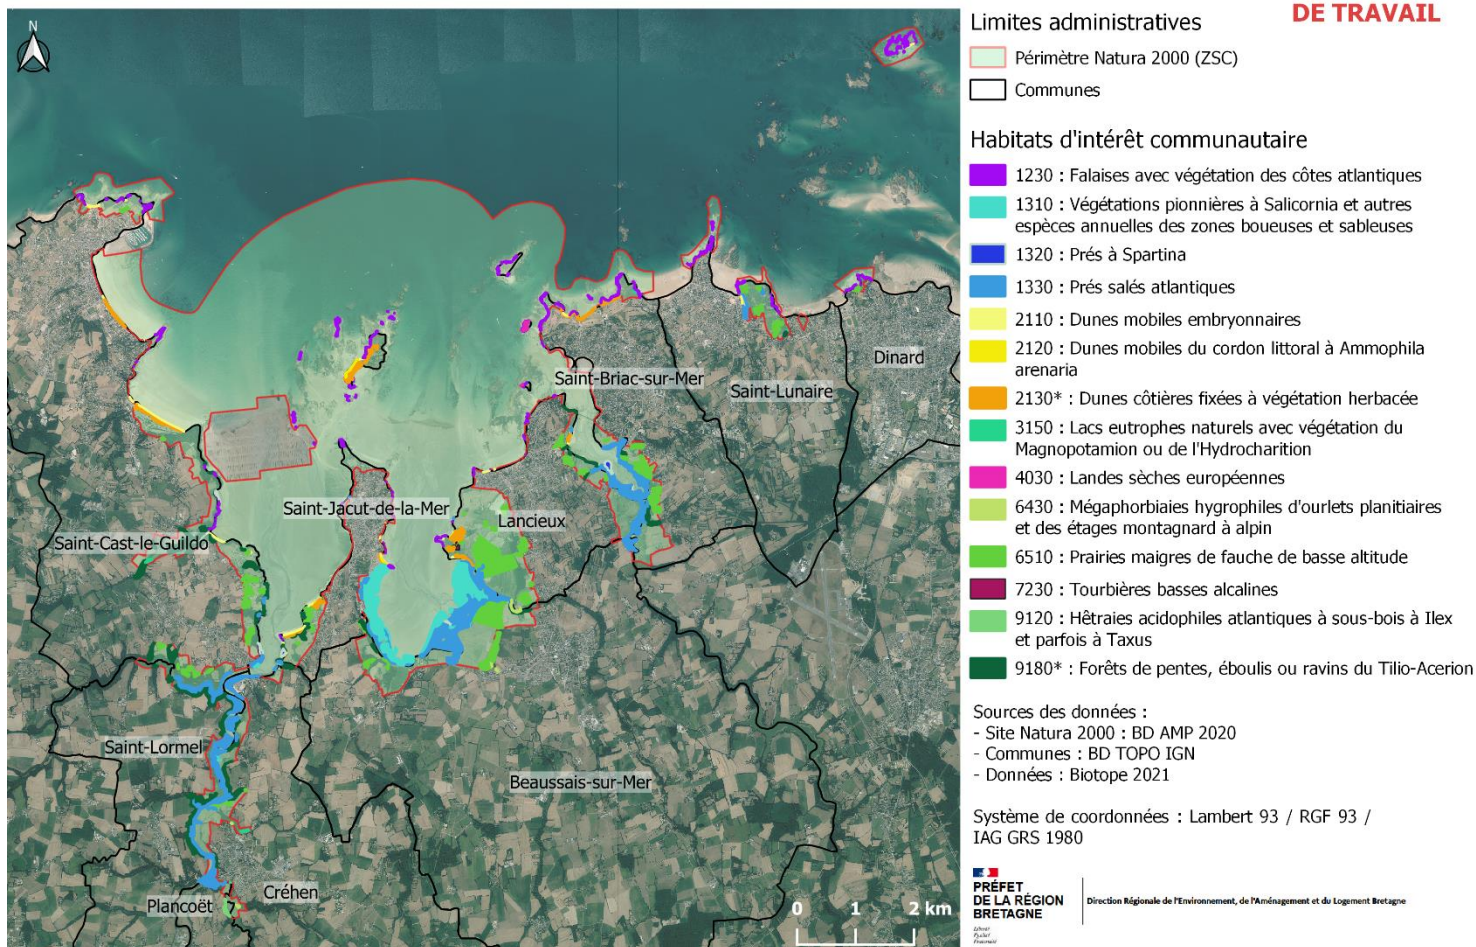 N
DE TRAVAIL
Limites administratives
Périmètre Natura 2000 (ZSC)
Communes
Habitats d'intérêt communautaire
1230 : Falaises avec végétation des côtes atlantiques
1310 : Végétations pionnières à Salicornia et autres
espèces annuelles des zones boueuses et sableuses
1320 : Prés à Spartina
1330 : Prés salés atlantiques
2110 : Dunes mobiles embryonnaires
2120 : Dunes mobiles du cordon littoral à Ammophila
arenaria
2130* : Dunes côtières fixées à végétation herbacée
3150 : Lacs eutrophes naturels avec végétation du
Magnopotamion ou de l'Hydrocharition
4030 : Landes sèches européennes
6430 : Mégaphorbiaies hygrophiles d'ourlets planitiaires
et des étages montagnard à alpin
6510 : Prairies maigres de fauche de basse altitude
7230 : Tourbières basses alcalines
9120 : Hêtraies acidophiles atlantiques à sous-bois à Ilex
et parfois à Taxus
9180* : Forêts de pentes, éboulis ou ravins du Tilio-Acerion
Sources des données :
- Site Natura 2000 : BD AMP 2020
- Communes : BD TOPO IGN
- Données : Biotope 2021
Système de coordonnées : Lambert 93 / RGF 93 /
IAG GRS 1980
PRÉFET
DE LA RÉGION
BRETAGNE
Liberté
Égalité
Fraternité
Direction Régionale de l'Environnement, de l'Aménagement et du Logement Bretagne
Dinard
Saint-Briac-sur-Mer
Saint-Lunaire
Saint-Jacut-de-la-Mer
Lancieux
Saint-Cast-le-Guildo
Saint-Lormel
Beaussais-sur-Mer
Créhen
Plancoët
0 1 2 km